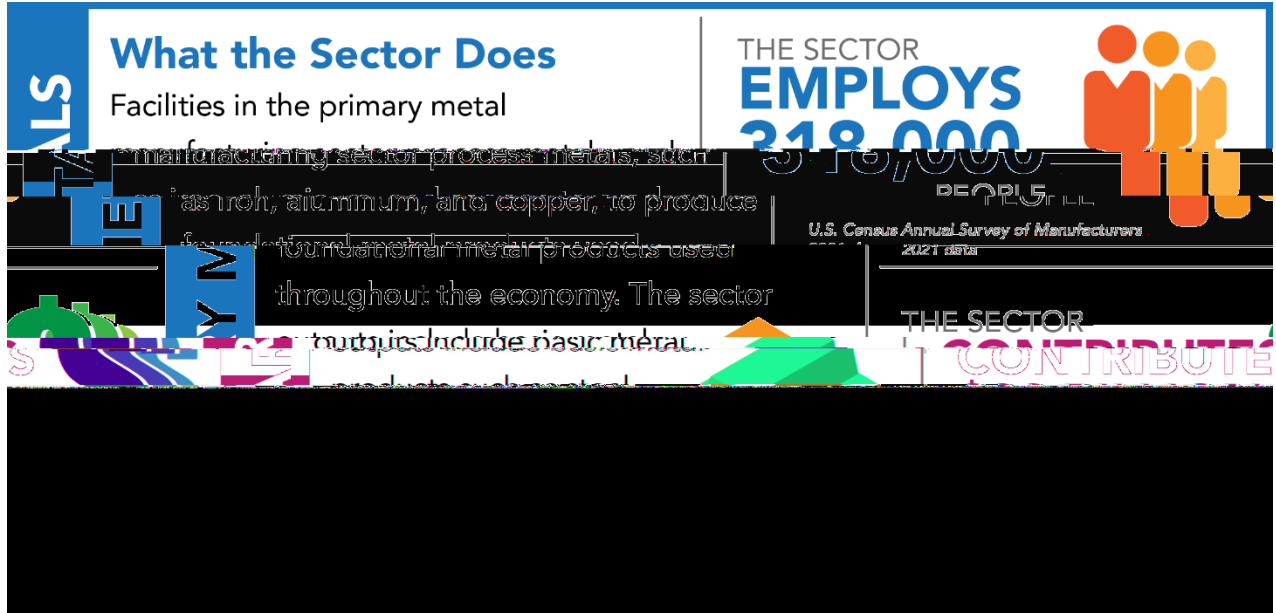 What the Sector Does
Facilities in the primary metal
manufacturing sector process metals, such
as iron, aluminum, and copper, to produce
foundational metal products used
throughout the economy. The sector
outputs include basic metal
products such
THE SECTOR
EMPLOYS
318,000
PEOPLE
U.S. Census Annual Survey of Manufacturers
2021 data
THE SECTOR
CONTRIBUTES